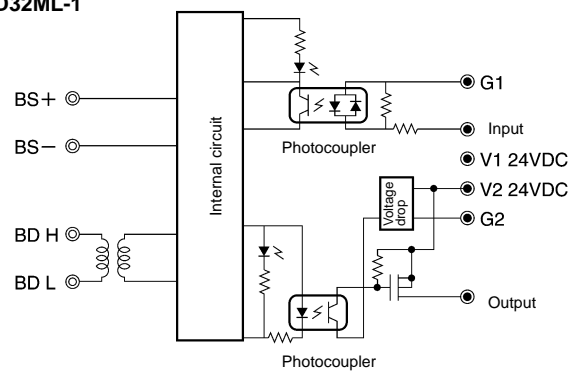 D32ML-1
BS+
BS−
BD H
BD L
Internal circuit
Photocoupler
G1
Input
V1 24VDC
V2 24VDC
G2
Voltage
drop
Output
Photocoupler